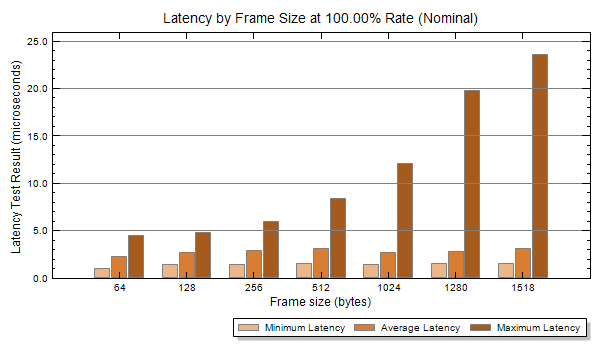 Latency by Frame Size at 100.00% Rate (Nominal)
Latency Test Result (microseconds)
25.0
20.0
15.0
10.0
5.0
0.0
64 128 256 512 1024 1280 1518
Frame size (bytes)
Minimum Latency Average Latency Maximum Latency